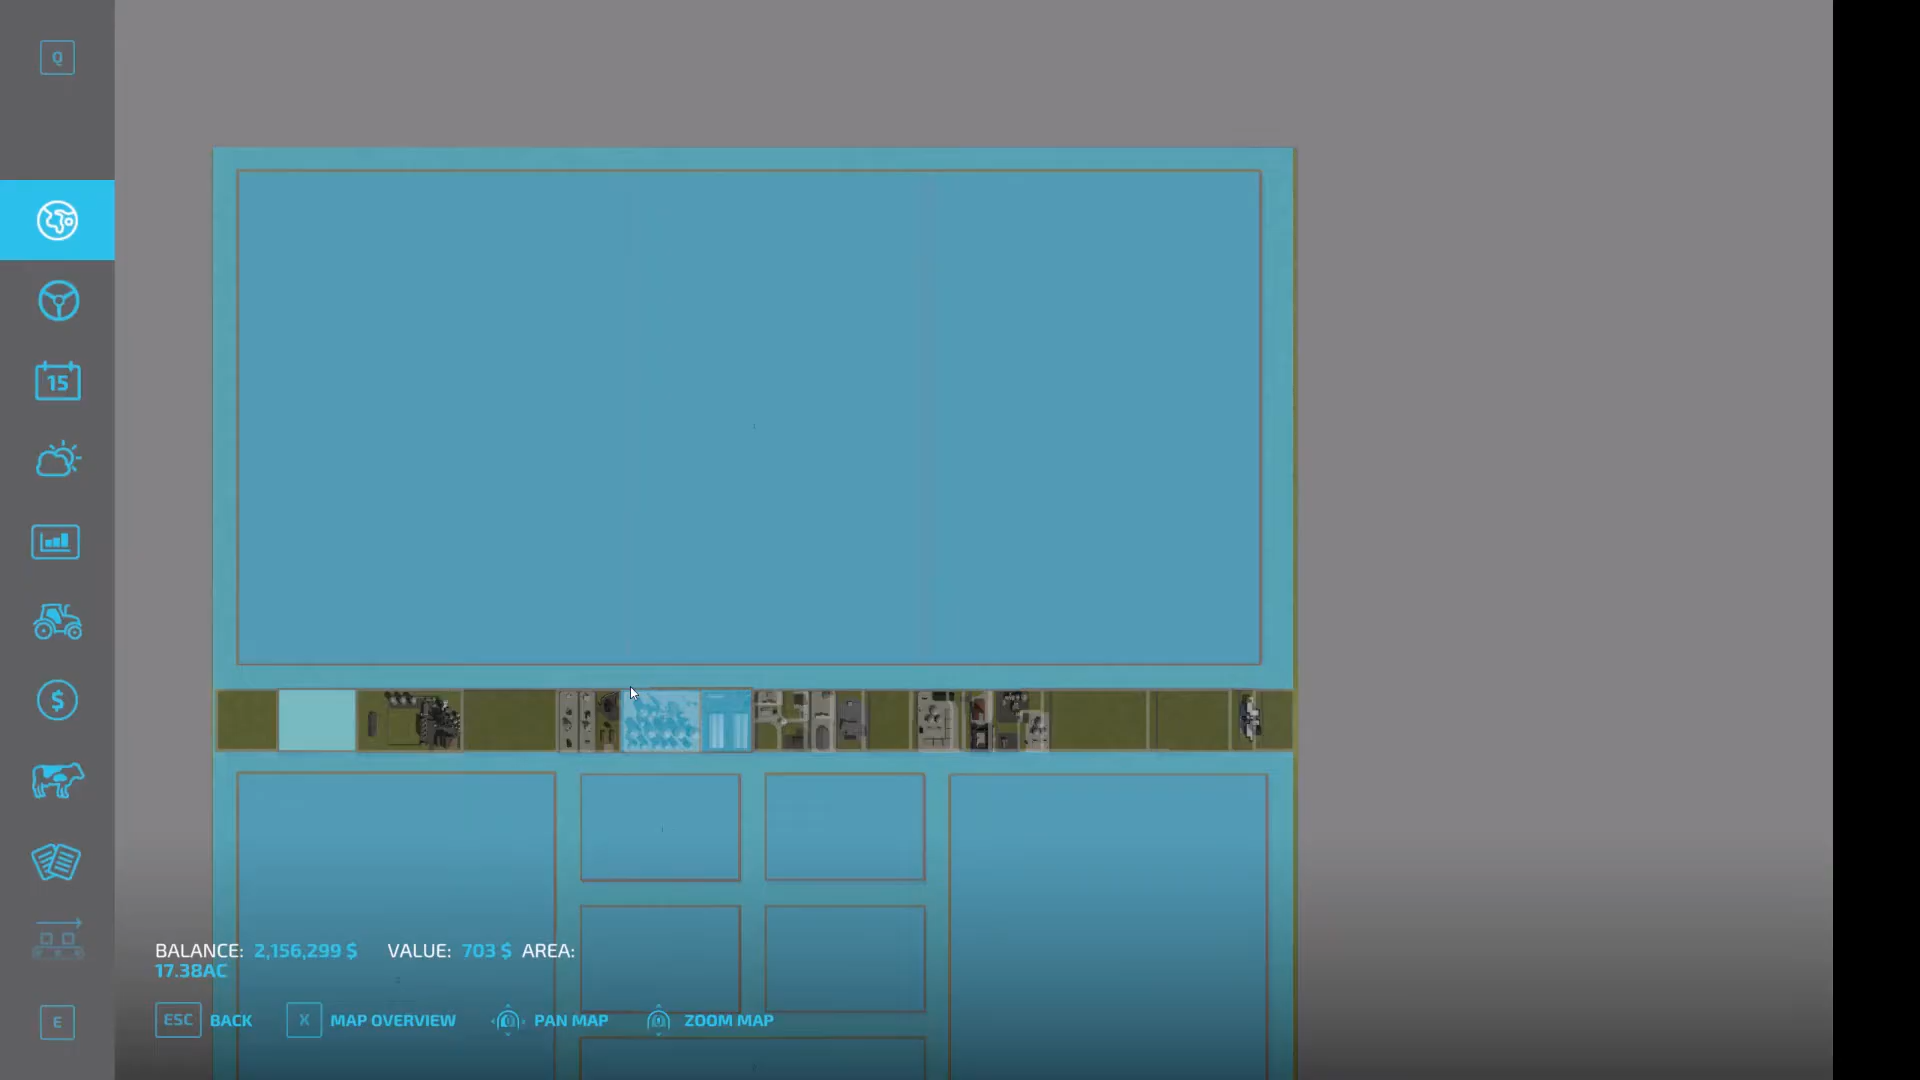 Q
15
BALANCE: 2,156,299 $ VALUE: 703 $ AREA:
17.38AC
E
ESC BACK X MAP OVERVIEW PAN MAP ZOOM MAP